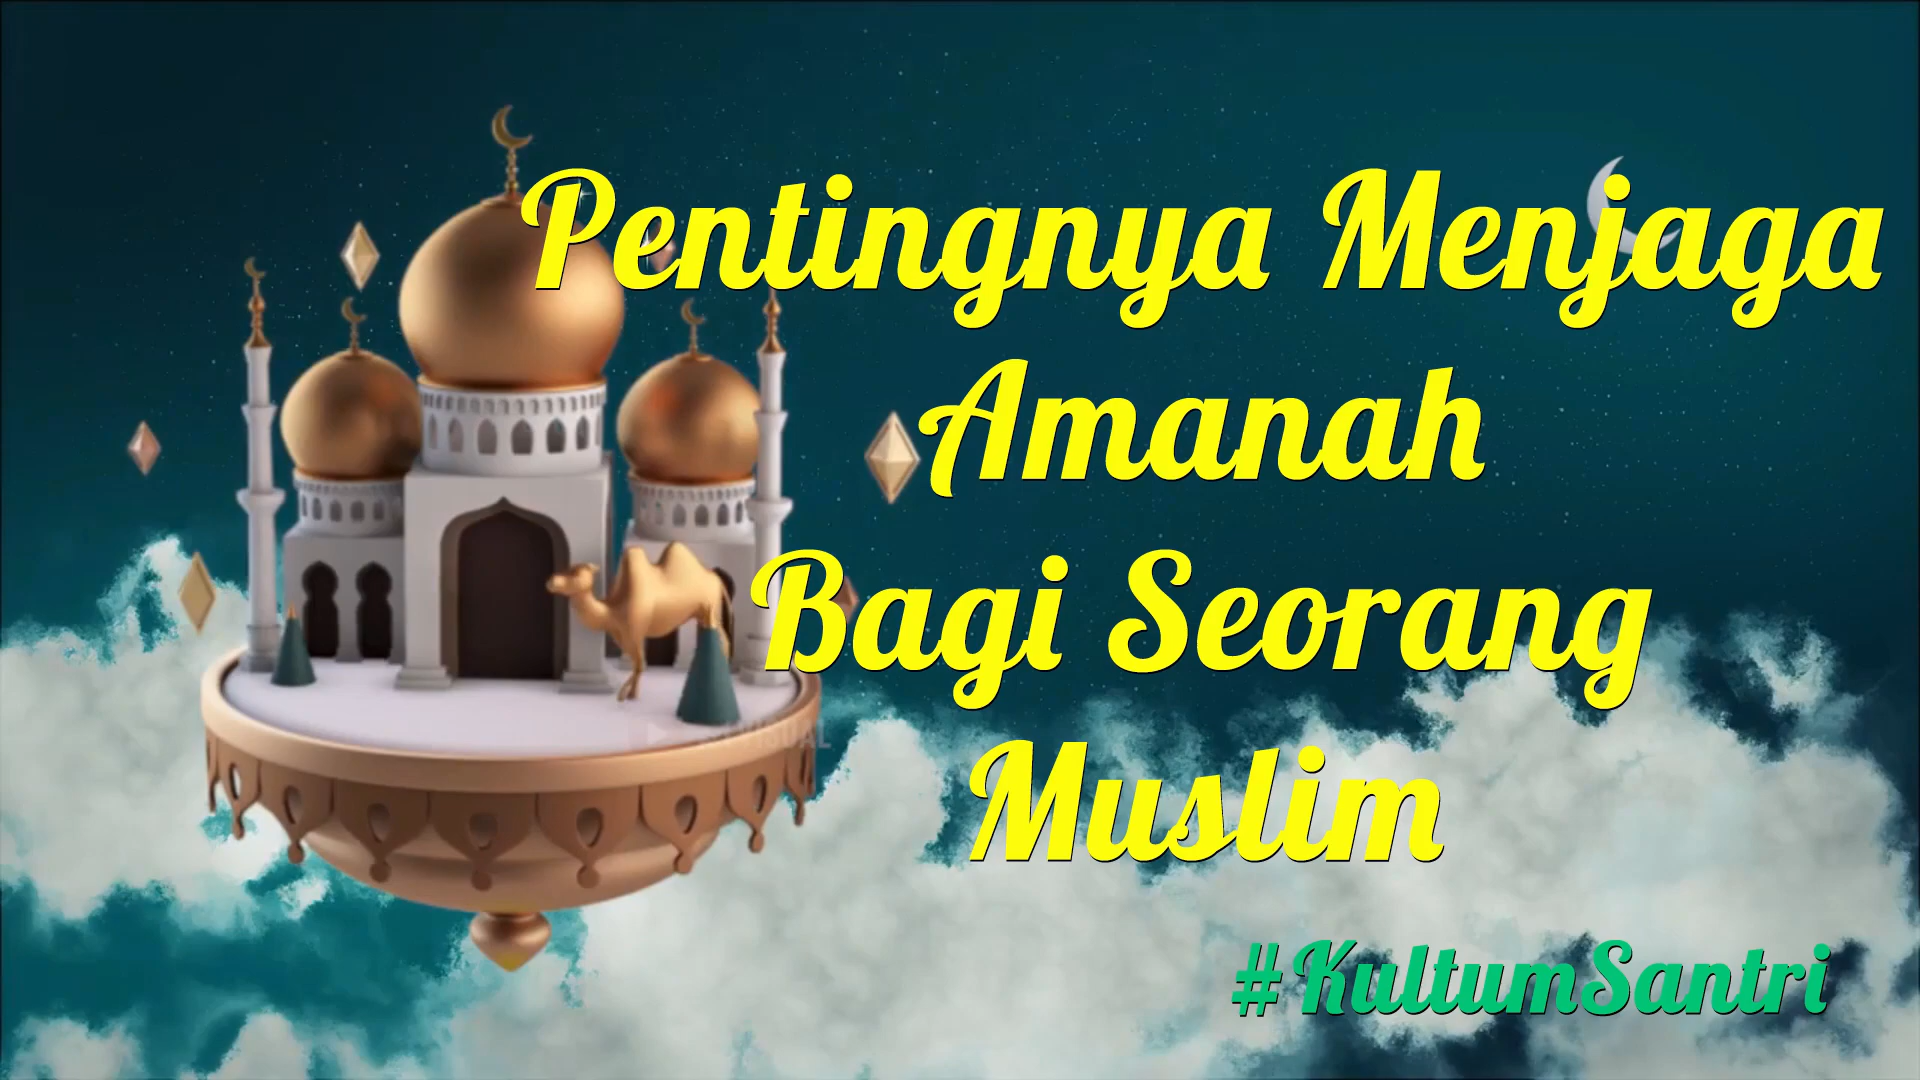 Pentingnya Menjaga
Amanah
Bagi Seorang
Muslim
#KultumSantri